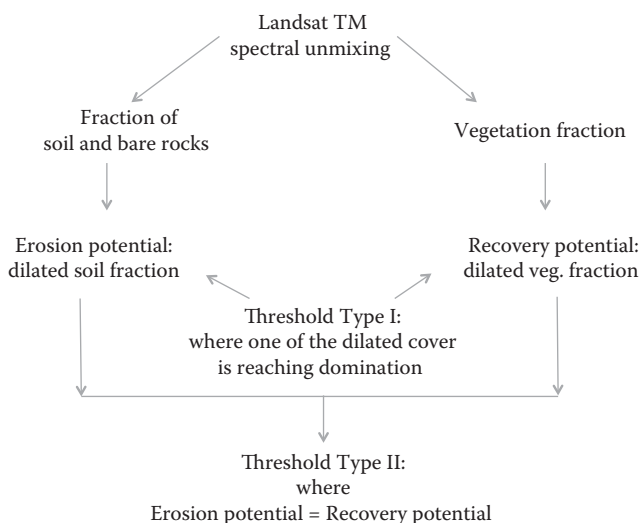 Landsat TM
spectral unmixing
Fraction of
soil and bare rocks
Vegetation fraction
Erosion potential:
dilated soil fraction
Recovery potential:
dilated veg. fraction
Threshold Type I:
where one of the dilated cover
is reaching domination
Threshold Type II:
where
Erosion potential = Recovery potential